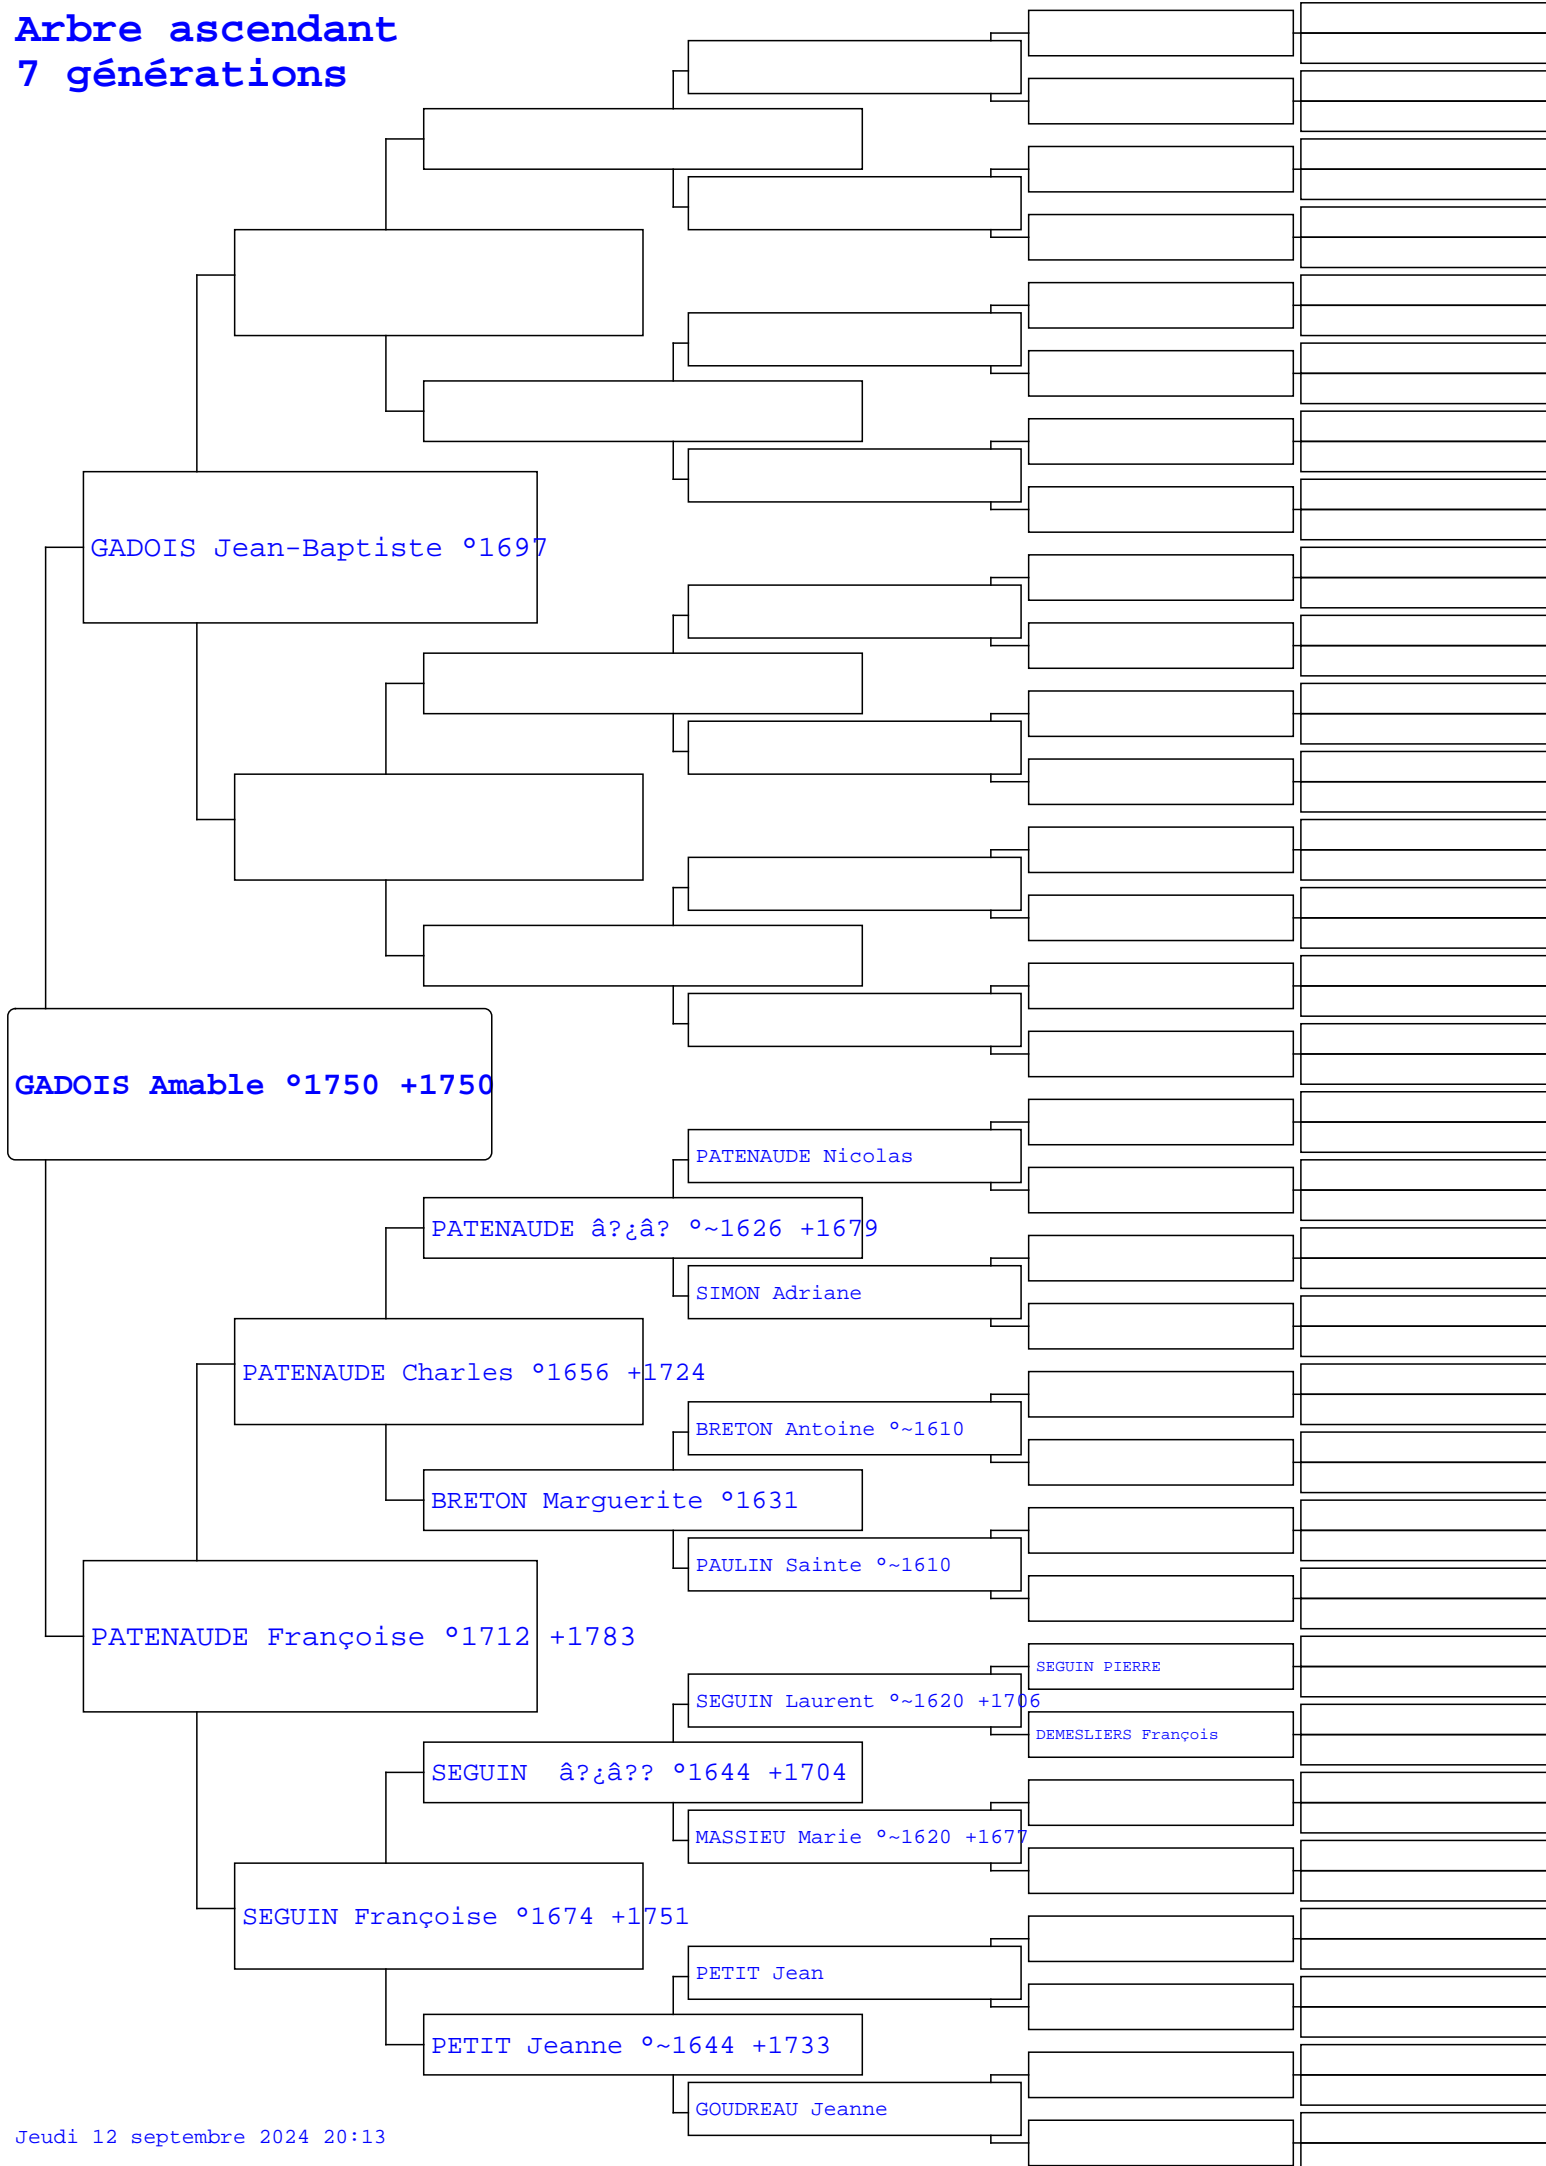 Arbre ascendant
7 générations
GADOIS Jean-Baptiste °1697
GADOIS Amable °1750 +1750
PATENAUDE Nicolas
PATENAUDE â?¿â? °~1626 +1679
SIMON Adriane
PATENAUDE Charles °1656 +1724
BRETON Antoine °~1610
BRETON Marguerite °1631
PAULIN Sainte °~1610
PATENAUDE Françoise °1712 +1783
SEGUIN PIERRE
SEGUIN Laurent °~1620 +1706
DEMESLIERS François
SEGUIN  â?¿â?? °1644 +1704
MASSIEU Marie °~1620 +1677
SEGUIN Françoise °1674 +1751
PETIT Jean
PETIT Jeanne °~1644 +1733
GOUDREAU Jeanne
Jeudi 12 septembre 2024 20:13